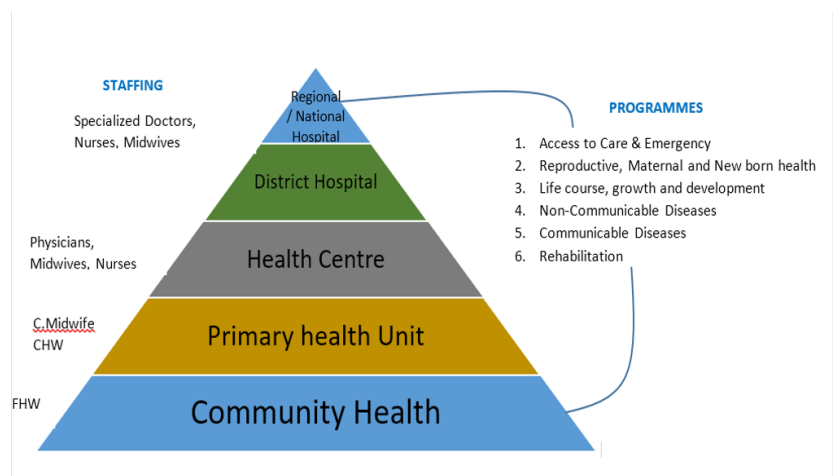 STAFFING
Specialized Doctors,
Nurses, Midwives
Physicians,
Midwives, Nurses
C.Midwife
CHW
FHW
Regional
/ National
Hospital
District Hospital
Health Centre
Primary health Unit
Community Health
PROGRAMMES
1. Access to Care & Emergency
2. Reproductive, Maternal and New born health
3. Life course, growth and development
4. Non-Communicable Diseases
5. Communicable Diseases
6. Rehabilitation